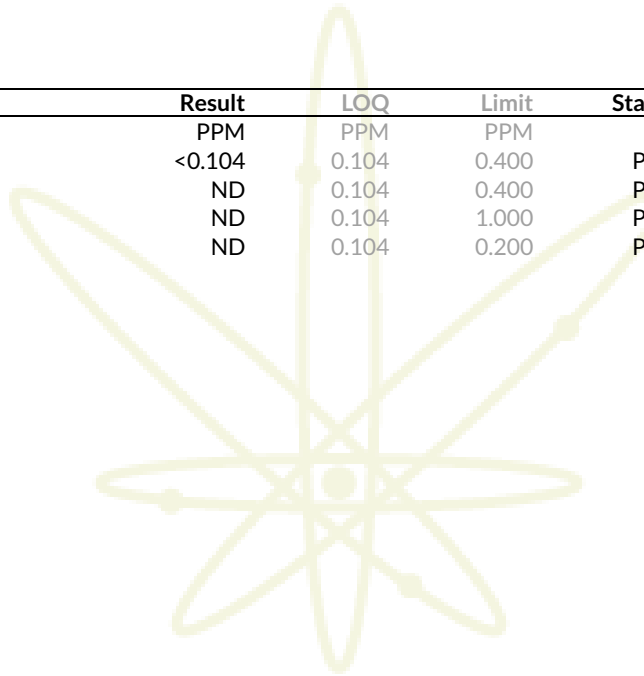 Result LOQ Limit Sta
PPM PPM PPM
<0.104 0.104 0.400 P
ND 0.104 0.400 P
ND 0.104 1.000 P
ND 0.104 0.200 P